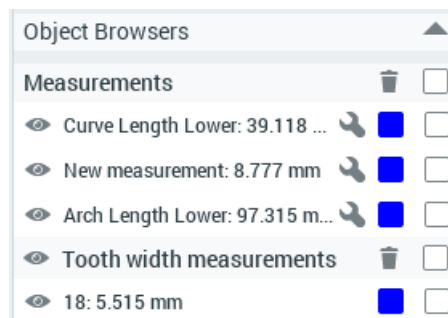 Object Browsers
Measurements
Curve Length Lower: 39.118 ...
New measurement: 8.777 mm
Arch Length Lower: 97.315 m...
Tooth width measurements
18: 5.515 mm